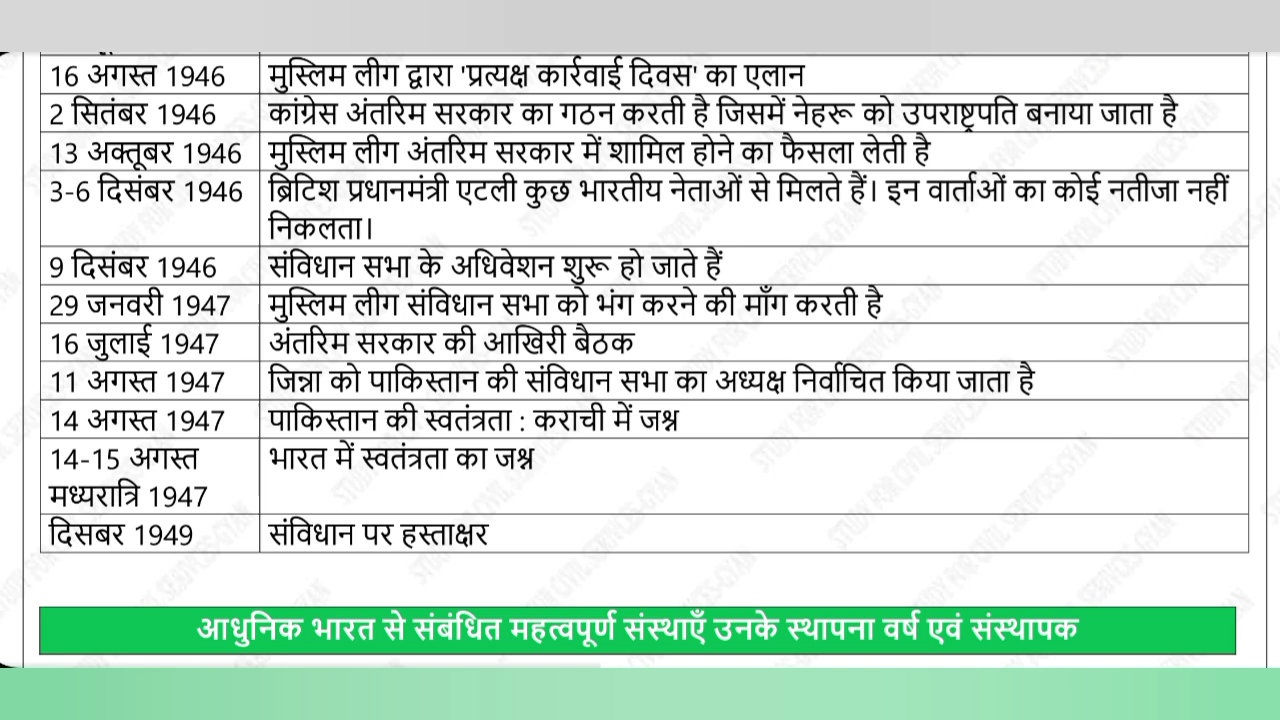 16 अगस्त 1946 मुस्लिम लीग द्वारा 'प्रत्यक्ष कार्रवाई दिवस' का एलान
2 सितंबर 1946 कांग्रेस अंतरिम सरकार का गठन करती है जिसमें नेहरू को उपराष्ट्रपति बनाया जाता है
13 अक्तूबर 1946 मुस्लिम लीग अंतरिम सरकार में शामिल होने का फैसला लेती है
3-6 दिसंबर 1946 ब्रिटिश प्रधानमंत्री एटली कुछ भारतीय नेताओं से मिलते हैं। इन वार्ताओं का कोई नतीजा नहीं
निकलता।
9 दिसंबर 1946 संविधान सभा के अधिवेशन शुरू हो जाते हैं
29 जनवरी 1947 मुस्लिम लीग संविधान सभा को भंग करने की माँग करती है
16 जुलाई 1947 अंतरिम सरकार की आखिरी बैठक
11 अगस्त 1947 जिन्ना को पाकिस्तान की संविधान सभा का अध्यक्ष निर्वाचित किया जाता है
14 अगस्त 1947 पाकिस्तान की स्वतंत्रता : कराची में जश्न
14-15 अगस्त भारत में स्वतंत्रता का जश्न
मध्यरात्रि 1947
दिसबर 1949 संविधान पर हस्ताक्षर
आधुनिक भारत से संबंधित महत्वपूर्ण संस्थाएँ उनके स्थापना वर्ष एवं संस्थापक